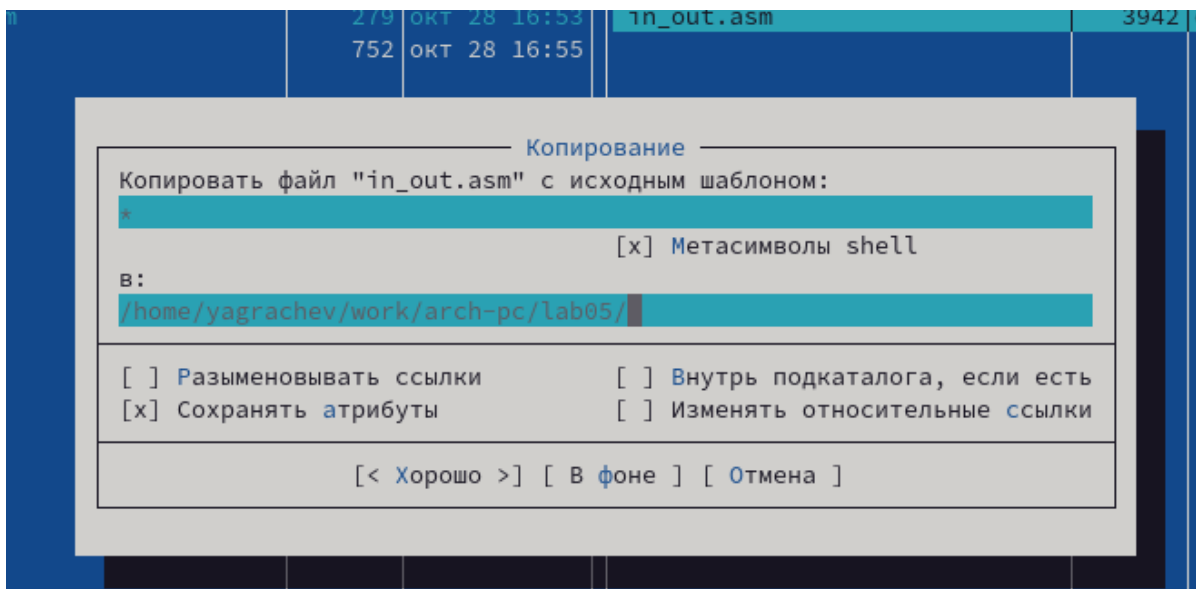 m 279 окт 28 16:53 in_out.asm 3942
752 окт 28 16:55
Копирование
Копировать файл "in_out.asm" с исходным шаблоном:
*
[x] Метасимволы shell
в:
/home/yagrachev/work/arch-pc/lab05/
[ ] Разыменовывать ссылки [ ] Внутрь подкаталога, если есть
[x] Сохранять атрибуты [ ] Изменять относительные ссылки
[< Хорошо >] [ В фоне ] [ Отмена ]